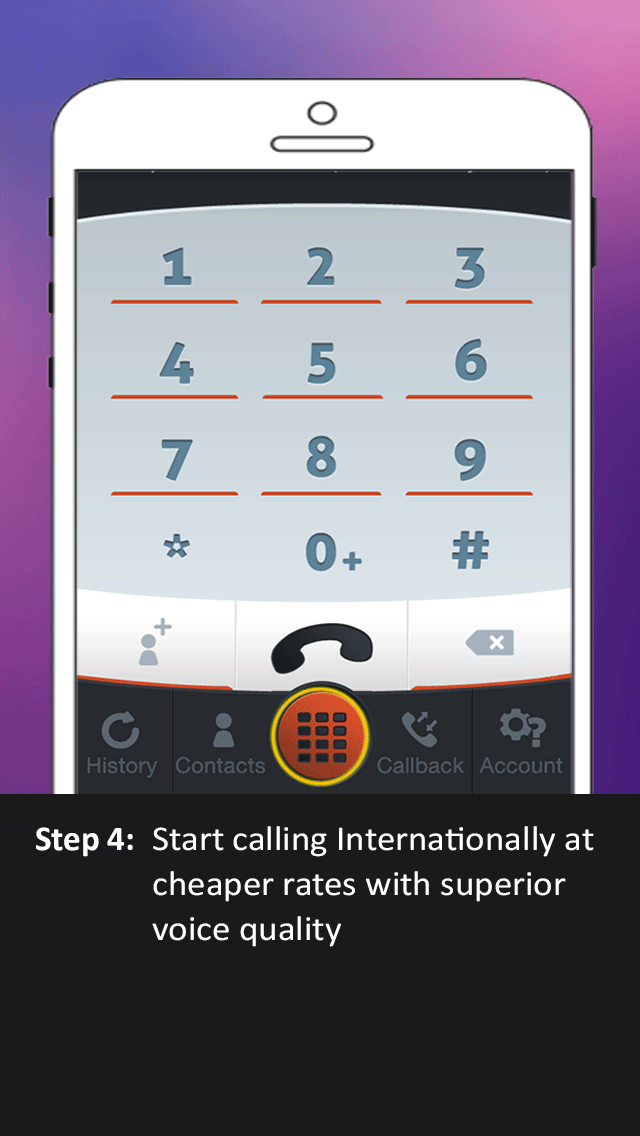 1 2 3
4 5 6
7 8 9
* 0+ #
History Contacts Callback Account
Step 4: Start calling Internationally at
cheaper rates with superior
voice quality